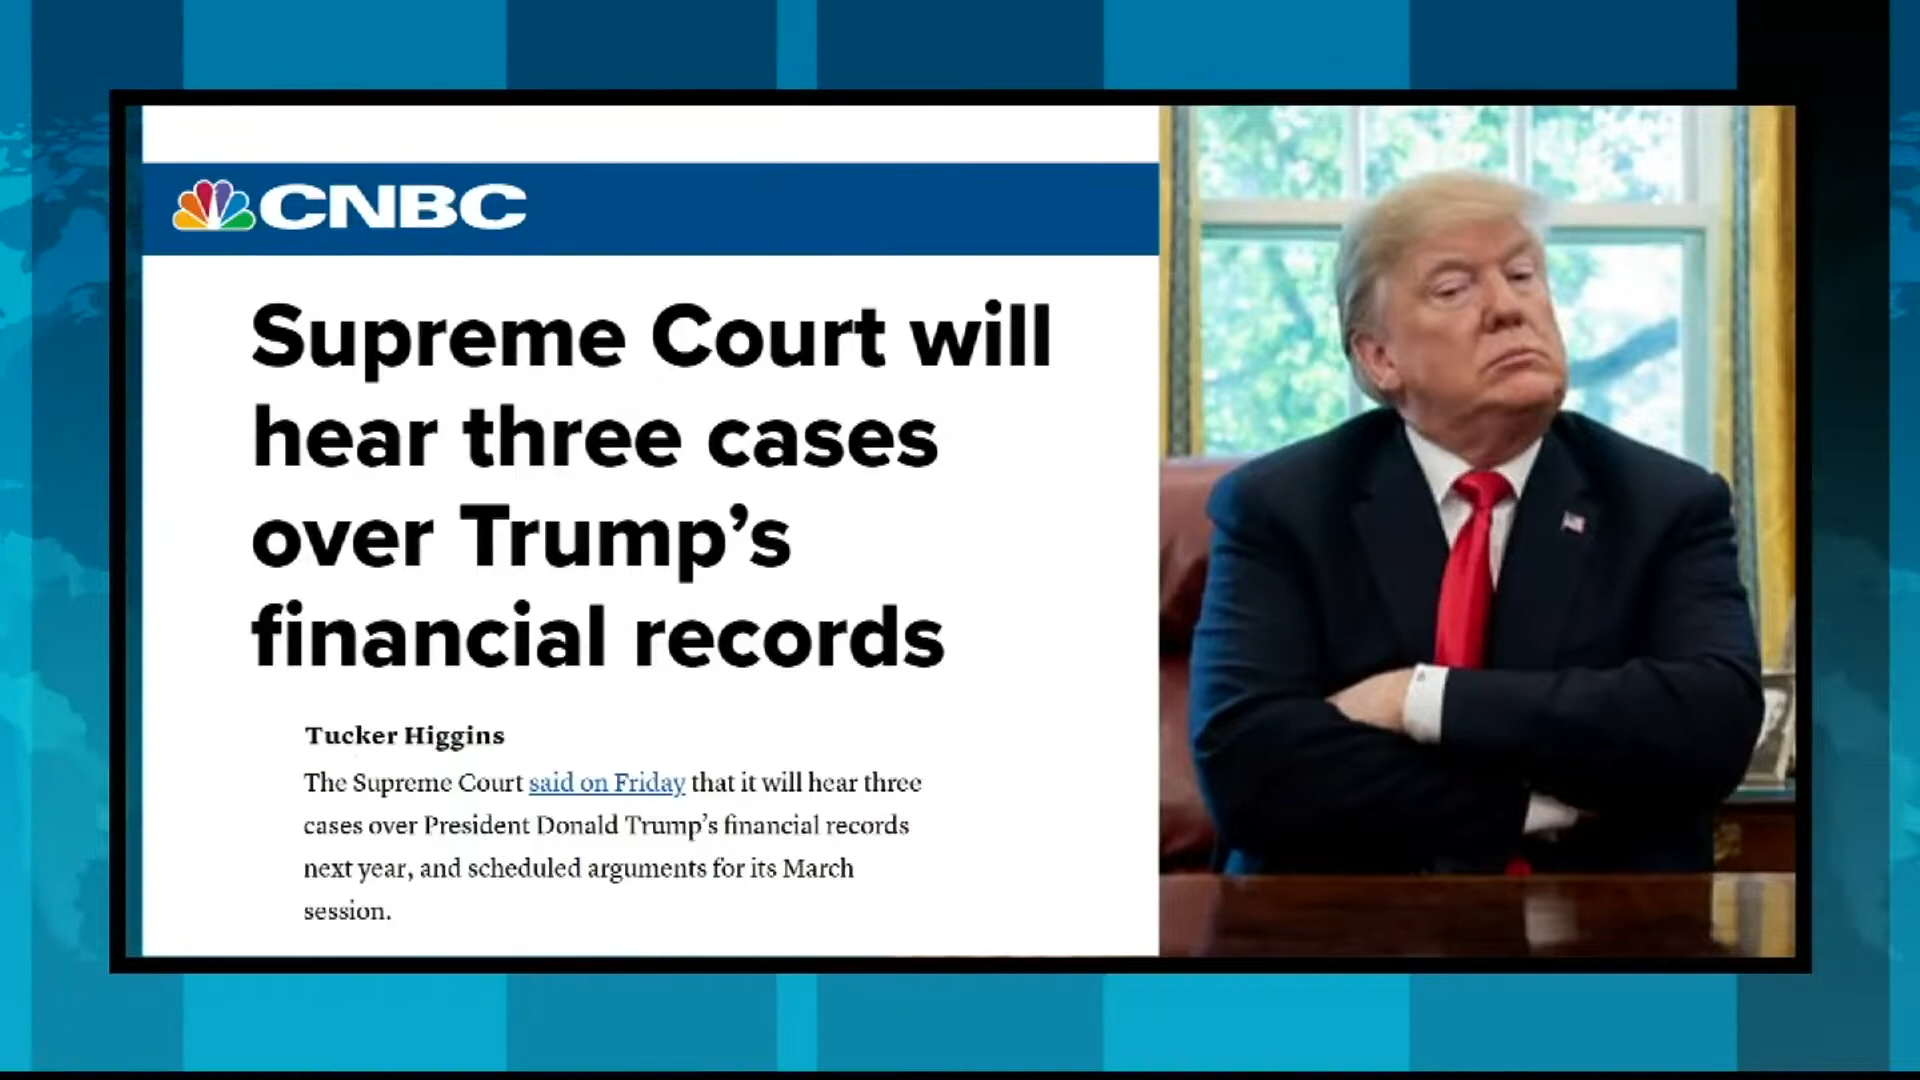 CNBC
Supreme Court will
hear three cases
over Trump’s
financial records
Tucker Higgins
The Supreme Court said on Friday that it will hear three
cases over President Donald Trump’s financial records
next year, and scheduled arguments for its March
session.